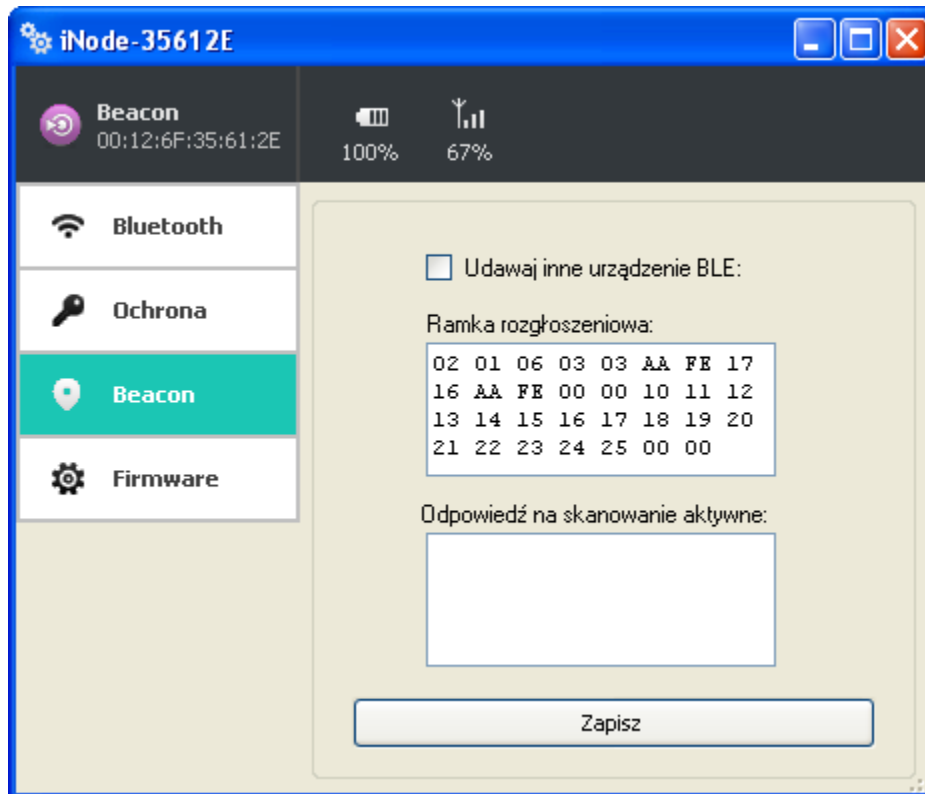 iNode-35612E
Beacon
00:12:6F:35:61:2E
100%
67%
Bluetooth
Ochrona
Beacon
Firmware
Udawaj inne urządzenie BLE:
Ramka rozgłoszeniowa:
02 01 06 03 03 AA FE 17
16 AA FE 00 00 10 11 12
13 14 15 16 17 18 19 20
21 22 23 24 25 00 00
Odpowiedź na skanowanie aktywne:
Zapisz